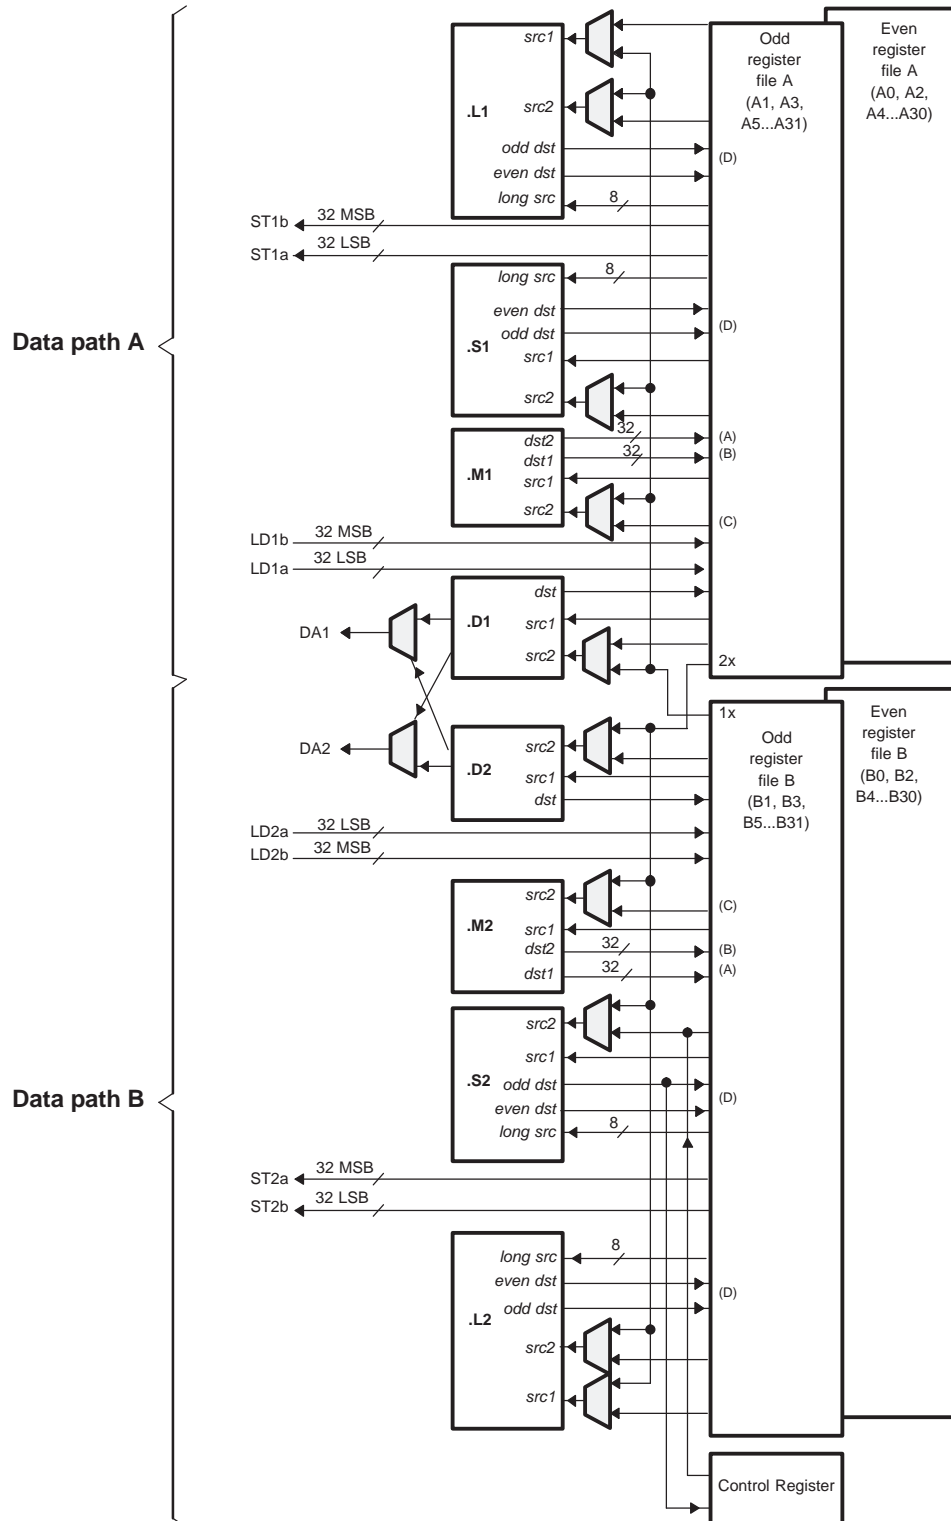 Even
register
file A
(A0, A2,
A4...A30)
Odd
register
file A
(A1, A3,
A5...A31)
src1
.L1
src2
odd dst
(D)
even dst
long src
8
ST1b
32 MSB
ST1a
32 LSB
long src
8
even dst
(D)
odd dst
Data path A
.S1
src1
src2
dst2
32
(A)
dst1
32
(B)
.M1
src1
src2
(C)
LD1b
32 MSB
LD1a
32 LSB
dst
.D1
src1
DA1
src2
2x
1x
Even
register
file B
(B0, B2,
B4...B30)
Odd
register
file B
(B1, B3,
B5...B31)
DA2
src2
.D2
src1
dst
LD2a
32 LSB
LD2b
32 MSB
src2
(C)
.M2
src1
dst2
32
(B)
dst1
32
(A)
src2
src1
.S2
odd dst
(D)
even dst
long src
8
Data path B
ST2a
32 MSB
ST2b
32 LSB
long src
8
even dst
(D)
odd dst
.L2
src2
src1
Control Register